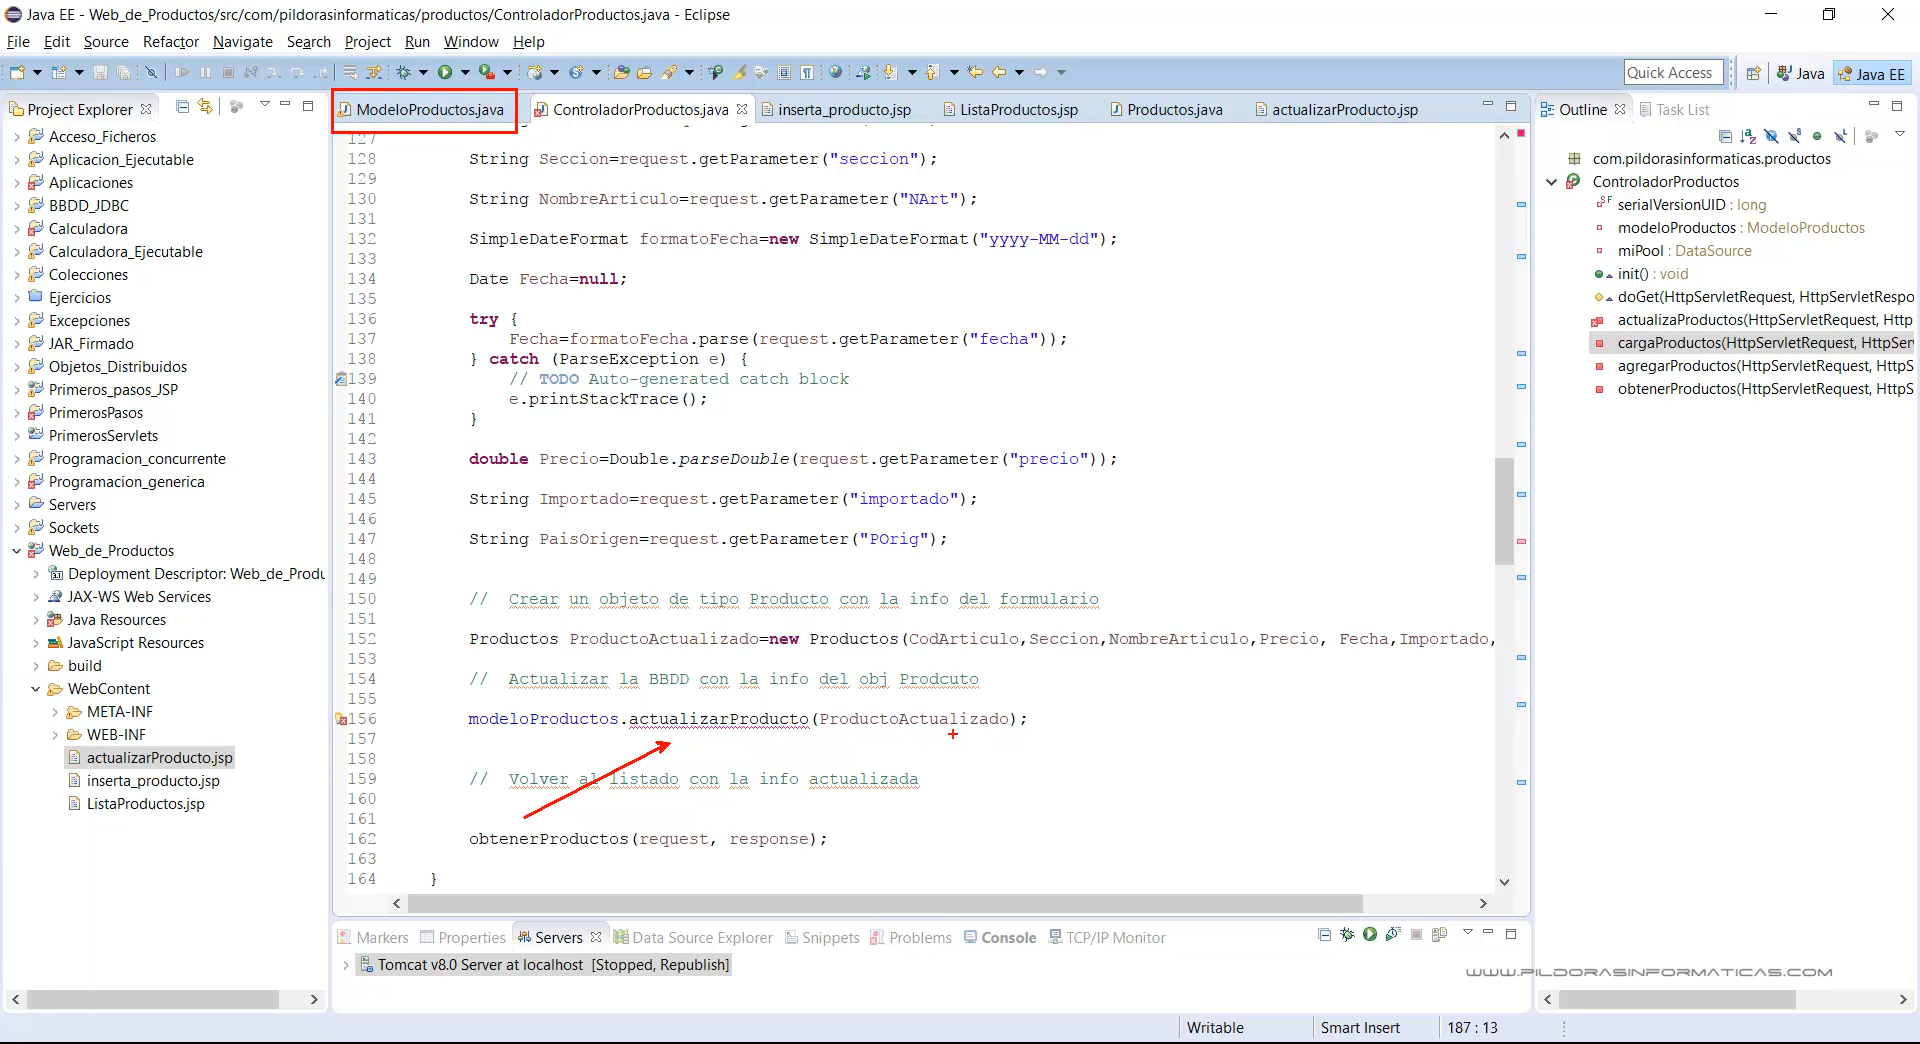 Java EE - Web_de_Productos/src/com/pildorasinformaticas/productos/ControladorProductos.java - Eclipse
File Edit Source Refactor Navigate Search Project Run Window Help
Quick Access
Java
Java EE
Project Explorer
ModeloProductos.java
ControladorProductos.java
inserta_producto.jsp
ListaProductos.jsp
Productos.java
actualizarProducto.jsp
Outline
Task List
Acceso_Ficheros
Aplicacion_Ejecutable
Aplicaciones
BBDD_JDBC
Calculadora
Calculadora_Ejecutable
Colecciones
Ejercicios
Excepciones
JAR_Firmado
Objetos_Distribuidos
Primeros_pasos_JSP
PrimerosPasos
PrimerosServlets
Programacion_concurrente
Programacion_generica
Servers
Sockets
Web_de_Productos
Deployment Descriptor: Web_de_Produ
JAX-WS Web Services
Java Resources
JavaScript Resources
build
WebContent
META-INF
WEB-INF
actualizarProducto.jsp
inserta_producto.jsp
ListaProductos.jsp
127
128 String Seccion=request.getParameter("seccion");
129
130 String NombreArticulo=request.getParameter("NArt");
131
132 SimpleDateFormat formatoFecha=new SimpleDateFormat("yyyy-MM-dd");
133
134 Date Fecha=null;
135
136 try {
137 Fecha=formatoFecha.parse(request.getParameter("fecha"));
138 } catch (ParseException e) {
139 // TODO Auto-generated catch block
140 e.printStackTrace();
141 }
142
143 double Precio=Double.parseDouble(request.getParameter("precio"));
144
145 String Importado=request.getParameter("importado");
146
147 String PaisOrigen=request.getParameter("POrig");
148
149
150 // Crear un objeto de tipo Producto con la info del formulario
151
152 Productos ProductoActualizado=new Productos(CodArticulo,Seccion,NombreArticulo,Precio, Fecha,Importado,
153
154 // Actualizar la BBDD con la info del obj Prodcuto
155
156 modeloProductos.actualizarProducto(ProductoActualizado);
157
158
159 // Volver al listado con la info actualizada
160
161
162 obtenerProductos(request, response);
163
164 }
com.pildorasinformaticas.productos
ControladorProductos
serialVersionUID : long
modeloProductos : ModeloProductos
miPool : DataSource
init() : void
doGet(HttpServletRequest, HttpServletRespo
actualizaProductos(HttpServletRequest, Http
cargaProductos(HttpServletRequest, HttpServ
agregarProductos(HttpServletRequest, HttpS
obtenerProductos(HttpServletRequest, HttpS
Markers
Properties
Servers
Data Source Explorer
Snippets
Problems
Console
TCP/IP Monitor
Tomcat v8.0 Server at localhost [Stopped, Republish]
WWW.PILDORASINFORMATICAS.COM
Writable
Smart Insert
187 : 13